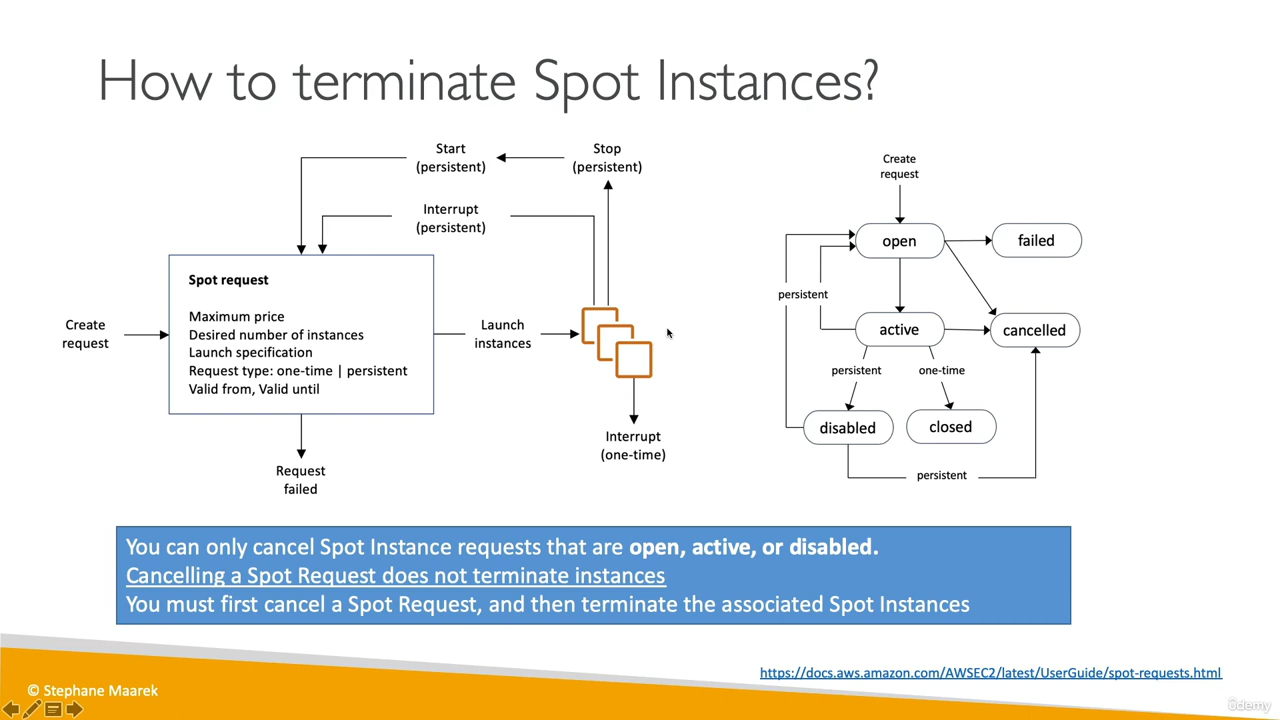 How to terminate Spot Instances?
Start
(persistent)
Stop
(persistent)
Interrupt
(persistent)
Create
request
Spot request
Maximum price
Desired number of instances
Launch specification
Request type: one-time | persistent
Valid from, Valid until
Launch
instances
Interrupt
(one-time)
Request
failed
Create
request
open
failed
persistent
active
cancelled
persistent
one-time
disabled
closed
persistent
You can only cancel Spot Instance requests that are open, active, or disabled.
Cancelling a Spot Request does not terminate instances
You must first cancel a Spot Request, and then terminate the associated Spot Instances
https://docs.aws.amazon.com/AWSEC2/latest/UserGuide/spot-requests.html
© Stephane Maarek
ûdemy